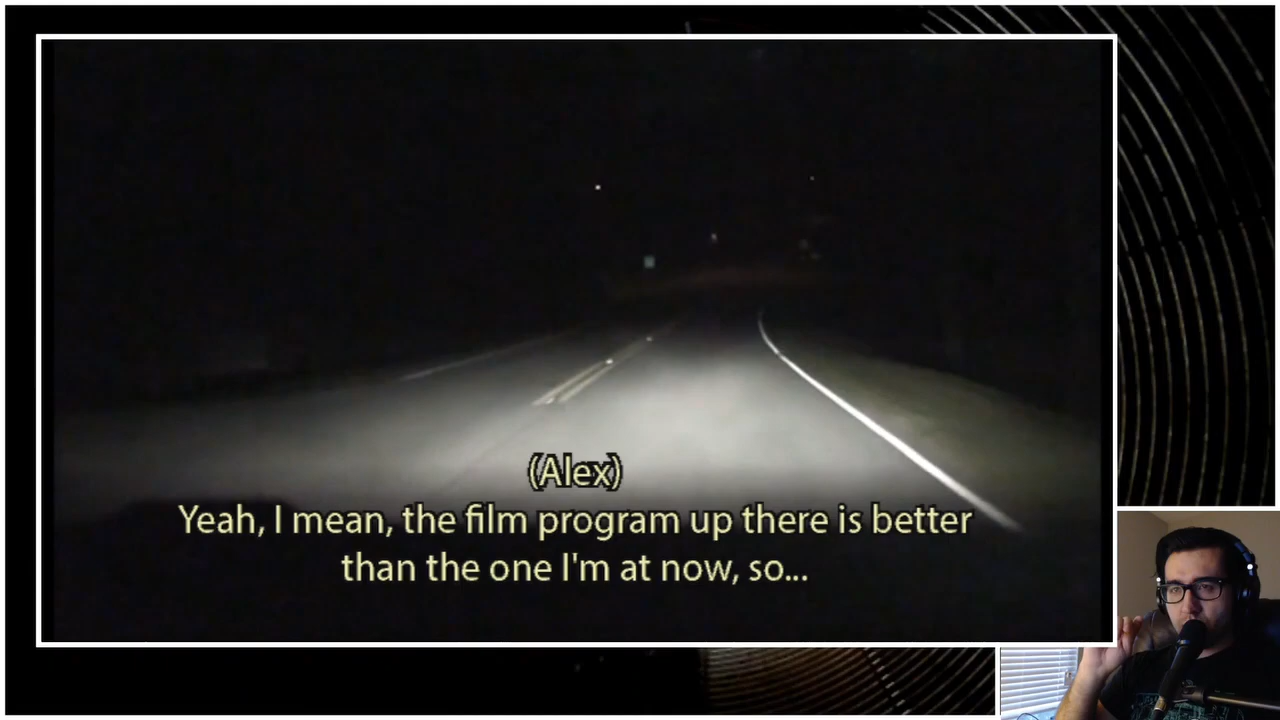 (Alex)
Yeah, I mean, the film program up there is better
than the one I'm at now, so...